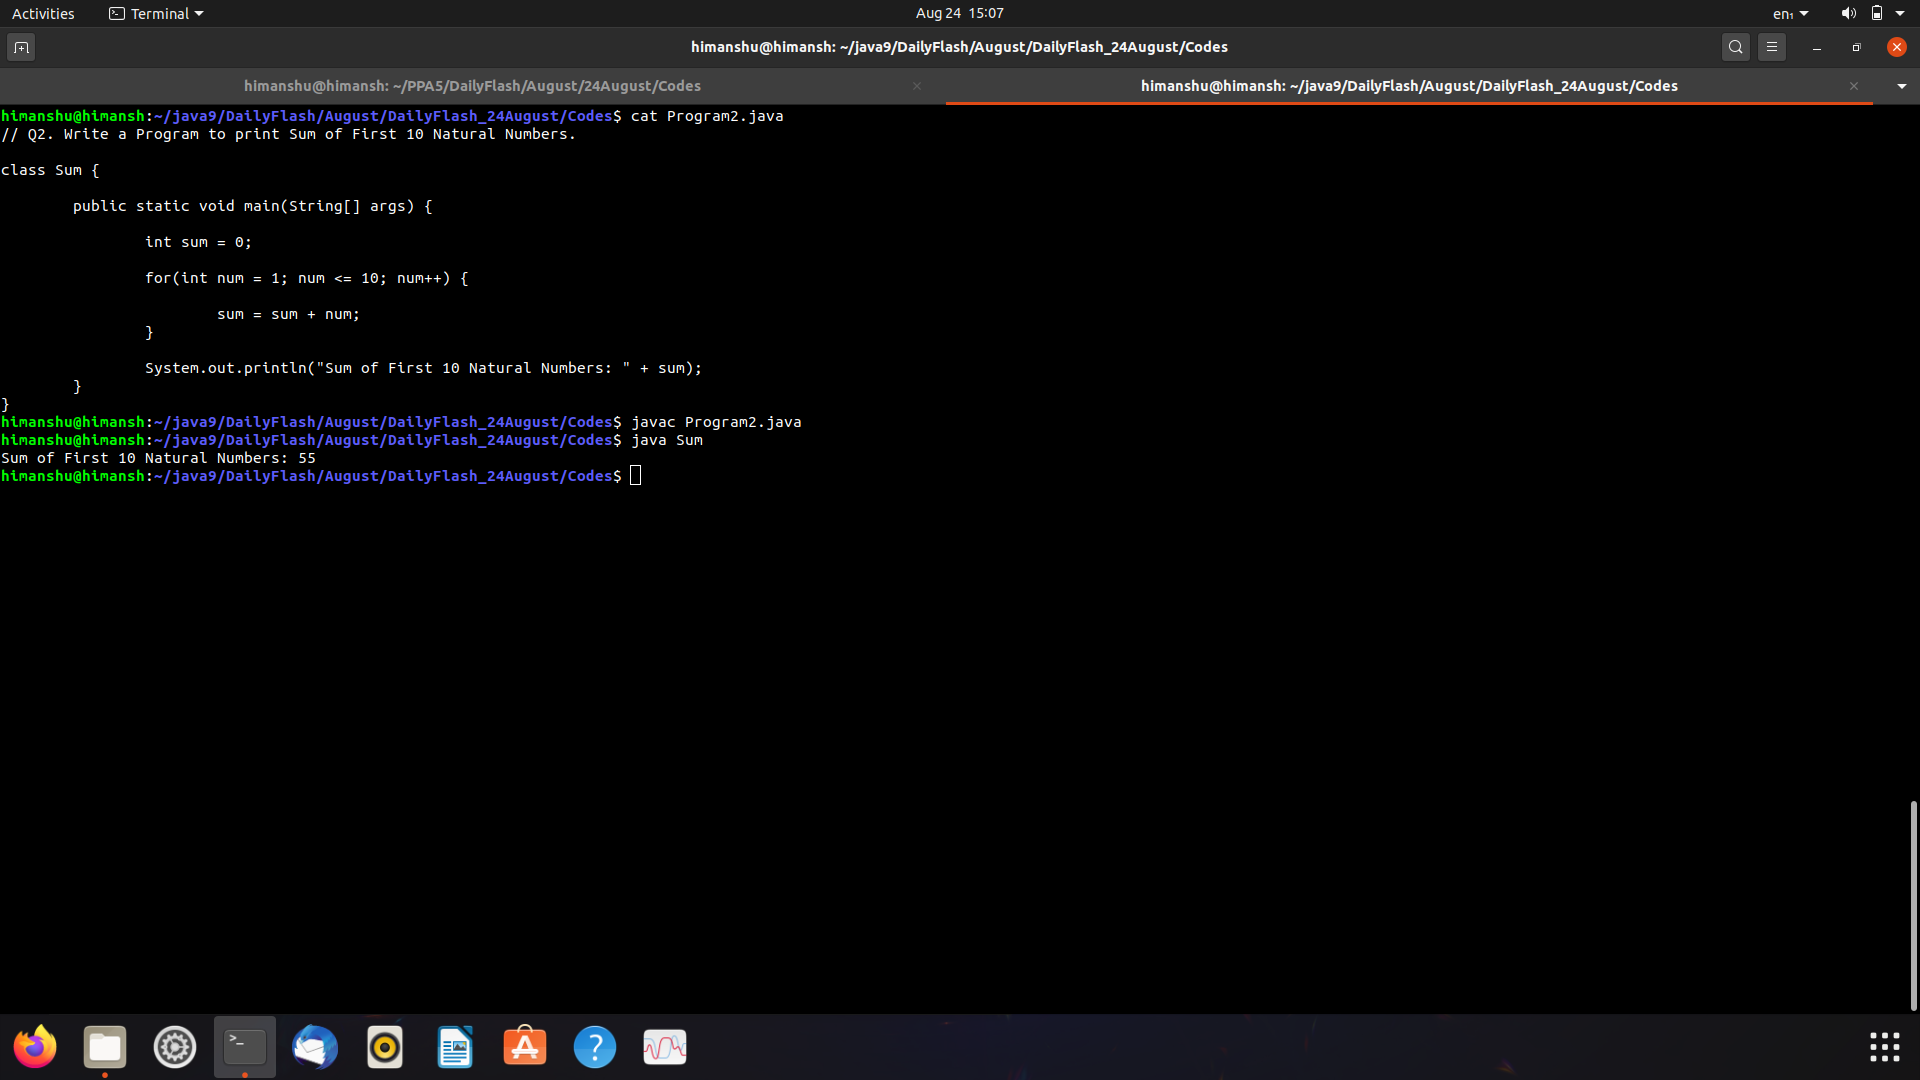 Activities
Terminal
Aug 24 15:07
en₁
himanshu@himansh: ~/java9/DailyFlash/August/DailyFlash_24August/Codes
himanshu@himansh: ~/PPA5/DailyFlash/August/24August/Codes
himanshu@himansh: ~/java9/DailyFlash/August/DailyFlash_24August/Codes
himanshu@himansh:~/java9/DailyFlash/August/DailyFlash_24August/Codes$ cat Program2.java
// Q2. Write a Program to print Sum of First 10 Natural Numbers.
class Sum {
        public static void main(String[] args) {
                int sum = 0;
                for(int num = 1; num <= 10; num++) {
                        sum = sum + num;
                }
                System.out.println("Sum of First 10 Natural Numbers: " + sum);
        }
}
himanshu@himansh:~/java9/DailyFlash/August/DailyFlash_24August/Codes$ javac Program2.java
himanshu@himansh:~/java9/DailyFlash/August/DailyFlash_24August/Codes$ java Sum
Sum of First 10 Natural Numbers: 55
himanshu@himansh:~/java9/DailyFlash/August/DailyFlash_24August/Codes$